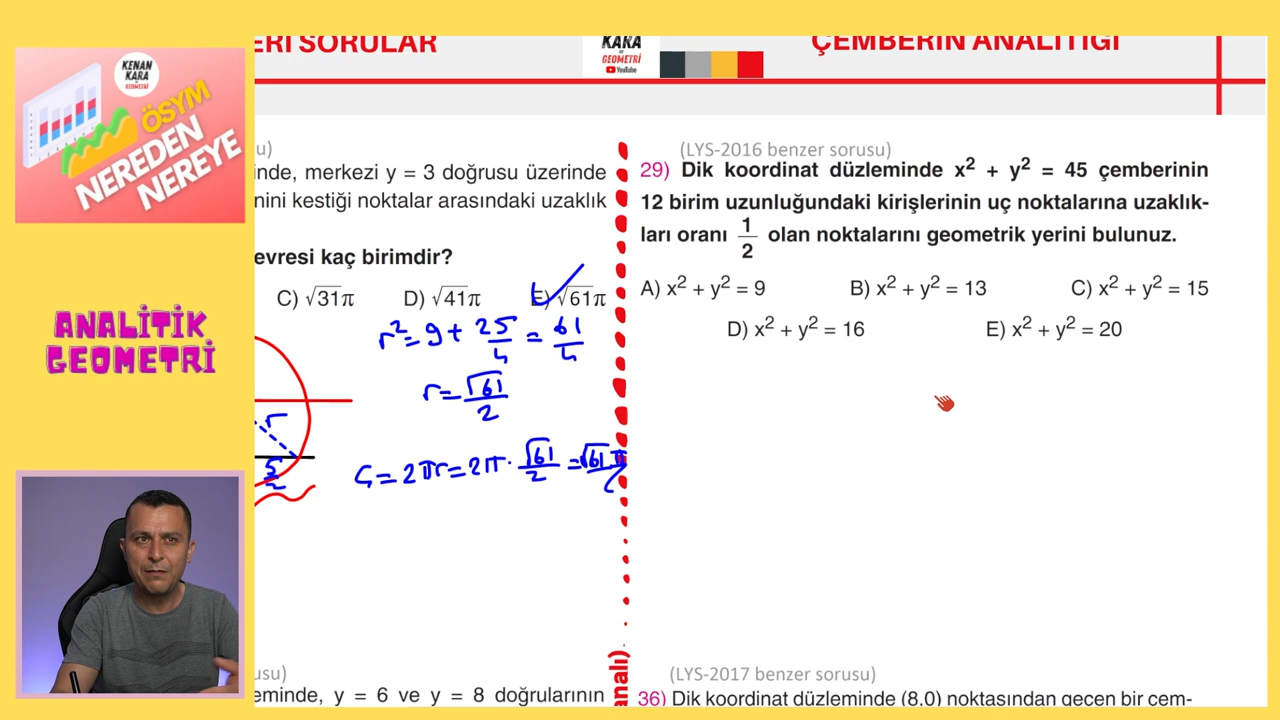 ERİ SORULAR
KARA
GEOMETRİ
YouTube
ÇEMBERİN ANALİTİĞİ
KENAN
KARA
GEOMETRİ
ÖSYM
NEREDEN
NEREYE
ANALİTİK
GEOMETRİ
u)
inde, merkezi y = 3 doğrusu üzerinde
nini kestiği noktalar arasındaki uzaklık
evresi kaç birimdir?
C) √31π D) √41π E) √61π
r² = 9 + 25/4 = 61/4
r = √61/2
r
5/2
Ç = 2πr = 2π · √61/2 = √61 π
usu)
eminde, y = 6 ve y = 8 doğrularının
analı)
(LYS-2016 benzer sorusu)
29) Dik koordinat düzleminde x² + y² = 45 çemberinin
12 birim uzunluğundaki kirişlerinin uç noktalarına uzaklık-
ları oranı 1/2 olan noktalarını geometrik yerini bulunuz.
A) x² + y² = 9 B) x² + y² = 13 C) x² + y² = 15
D) x² + y² = 16 E) x² + y² = 20
(LYS-2017 benzer sorusu)
36) Dik koordinat düzleminde (8,0) noktasından geçen bir çem-